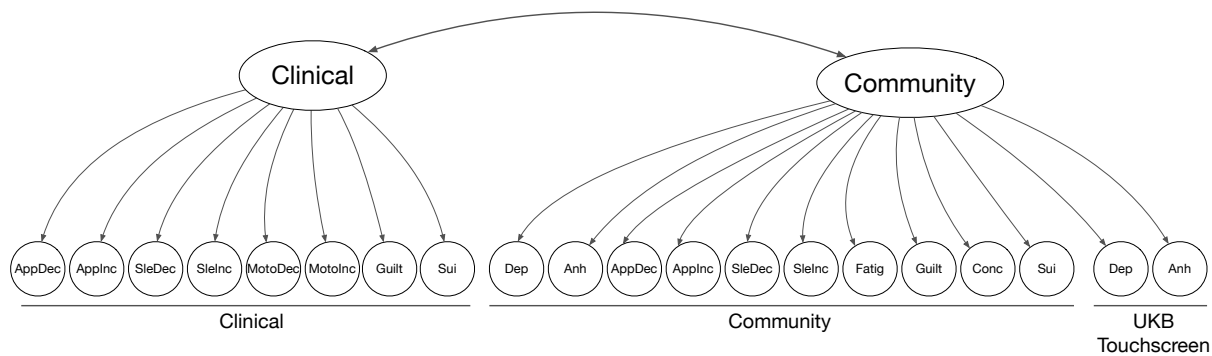 Clinical
Community
AppDec AppInc SleDec SleInc MotoDec MotoInc Guilt Sui Dep Anh AppDec AppInc SleDec SleInc Fatig Guilt Conc Sui Dep Anh
Clinical Community UKB
Touchscreen